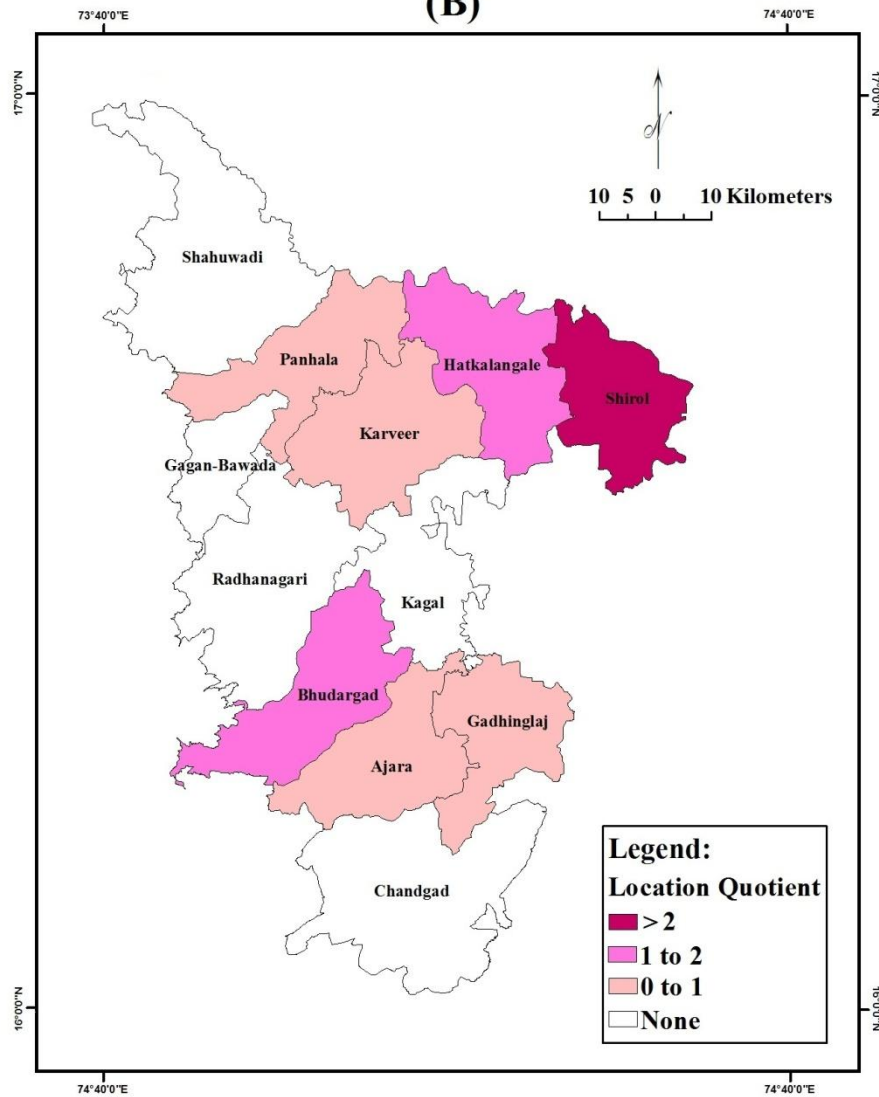 (B)
73°40'0"E
74°40'0"E
17°0'0"N
17°0'0"N
N
10 5 0 10 Kilometers
Shahuwadi
Panhala
Hatkalangale
Shirol
Karveer
Gagan-Bawada
Radhanagari
Kagal
Bhudargad
Gadhinglaj
Ajara
Chandgad
Legend:
Location Quotient
> 2
1 to 2
0 to 1
None
16°0'0"N
16°0'0"N
74°40'0"E
74°40'0"E